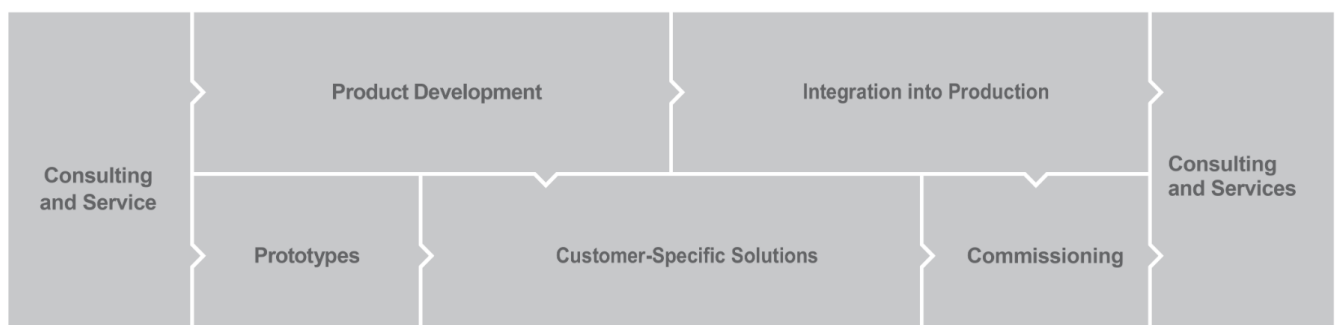 Consulting
and Service
Product Development
Integration into Production
Prototypes
Customer-Specific Solutions
Commissioning
Consulting
and Services